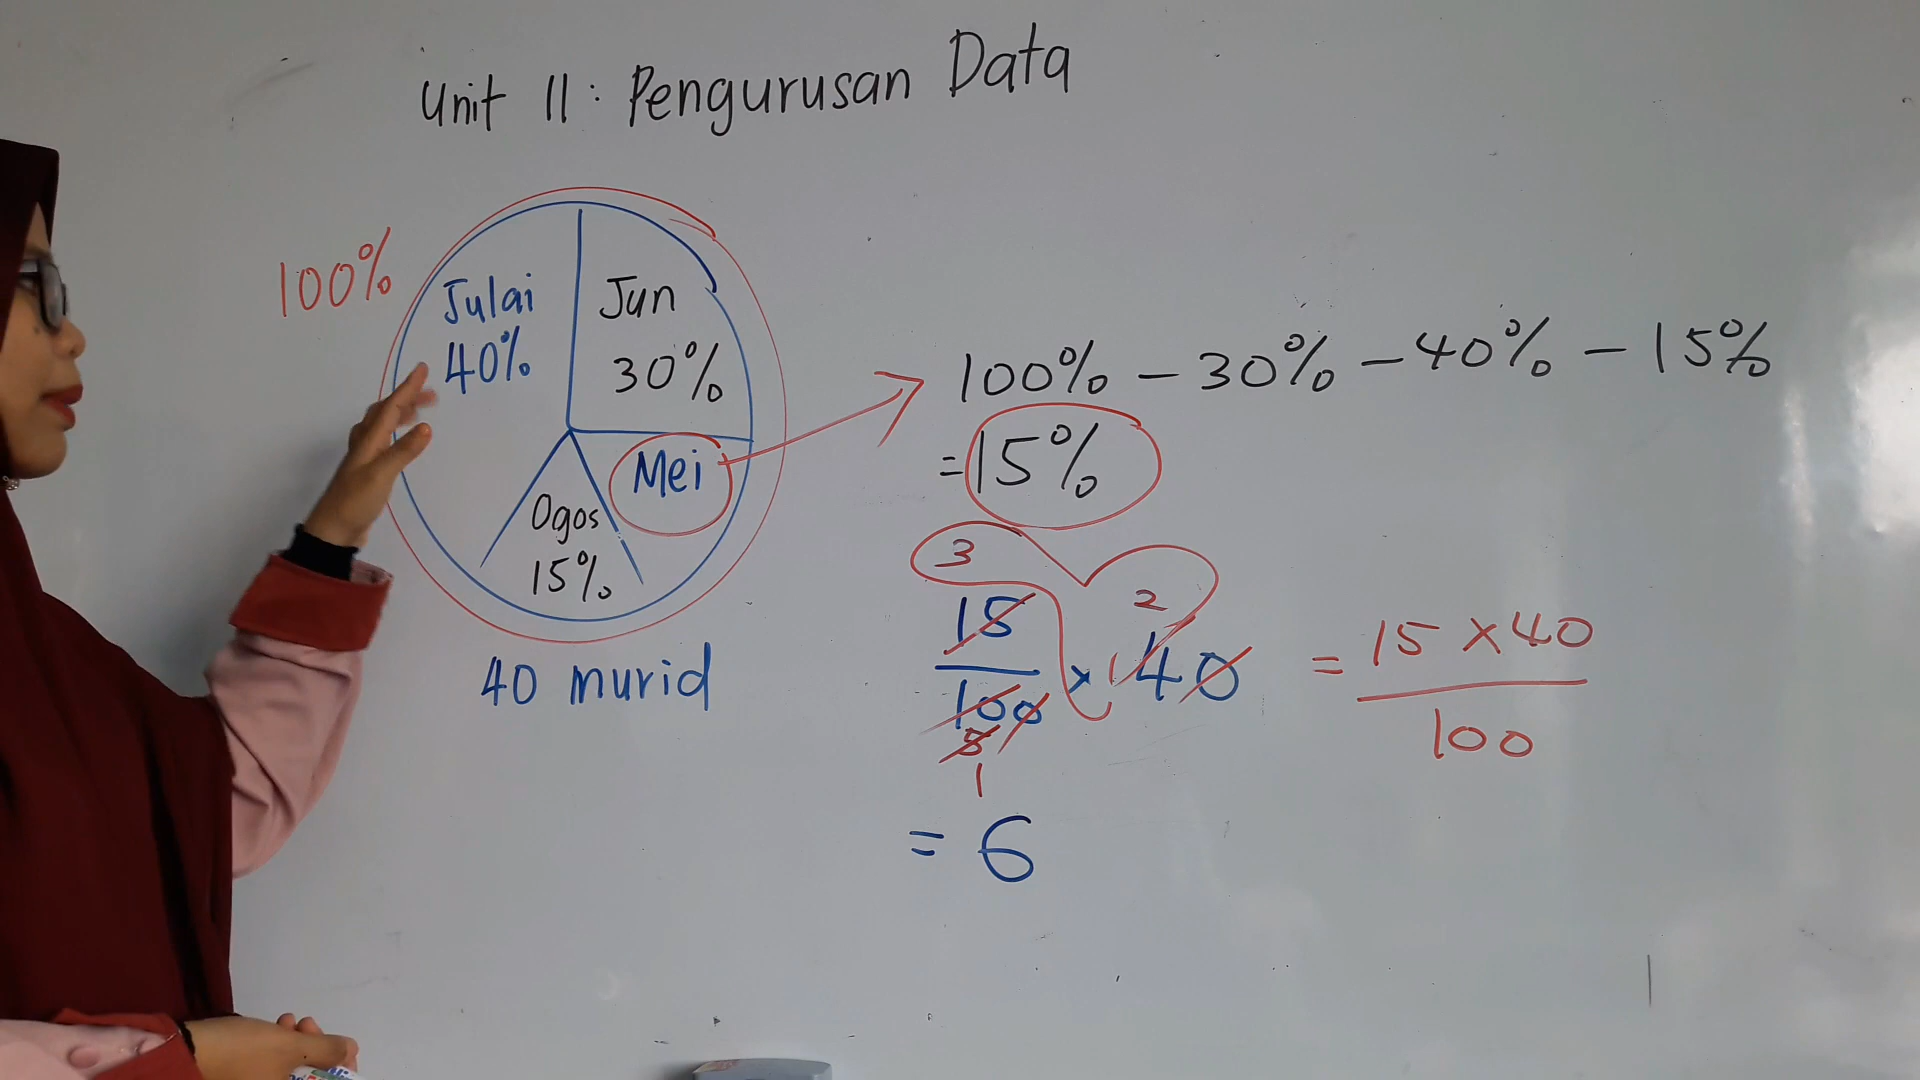 Unit 11 : Pengurusan Data
100%
Julai
40%
Jun
30%
Mei
Ogos
15%
40 murid
100% - 30% - 40% - 15%
= 15%
3
2
15
100
x 40
5
1
= 15 x 40
100
= 6